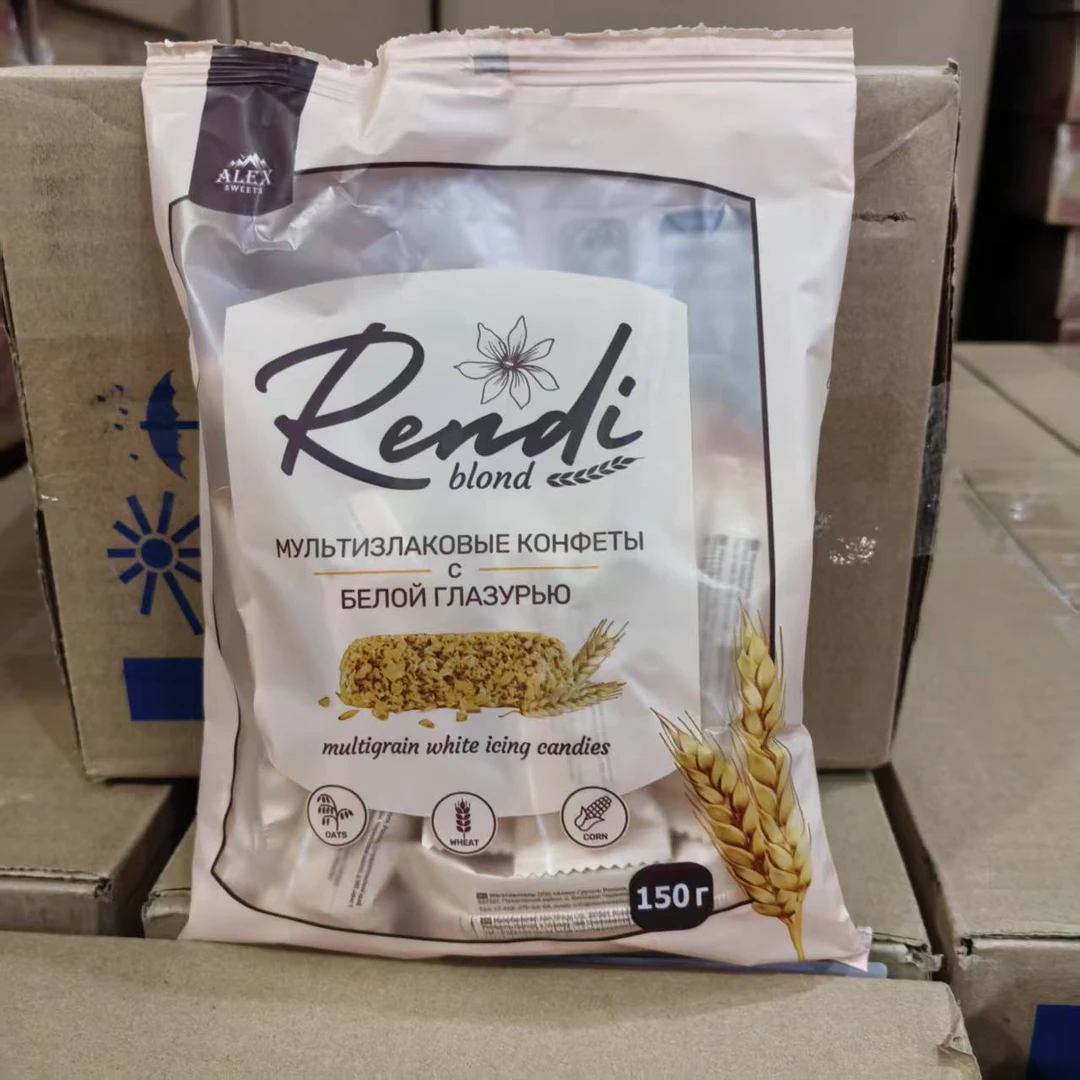 ALEX
SWEETS
Rendi
blond
МУЛЬТИЗЛАКОВЫЕ КОНФЕТЫ
С
БЕЛОЙ ГЛАЗУРЬЮ
multigrain white icing candies
OATS
WHEAT
CORN
150 г